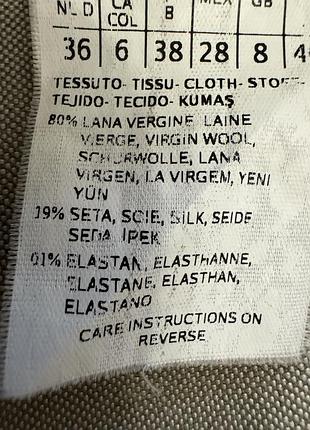 NL D CA COL F B MEX GB
36 6 38 28 8 4
TESSUTO- TISSU- CLOTH- STOFF-
TEJIDO- TECIDO- KUMAŞ
80% LANA VERGINE, LAINE
VIERGE, VIRGIN WOOL,
SCHURWOLLE, LANA
VIRGEN, LA VIRGEM, YENI
YÜN
19% SETA, SOIE, SILK, SEIDE
SEDA, İPEK
01% ELASTAN, ELASTHANNE,
ELASTANE, ELASTHAN,
ELASTANO
CARE INSTRUCTIONS ON
REVERSE